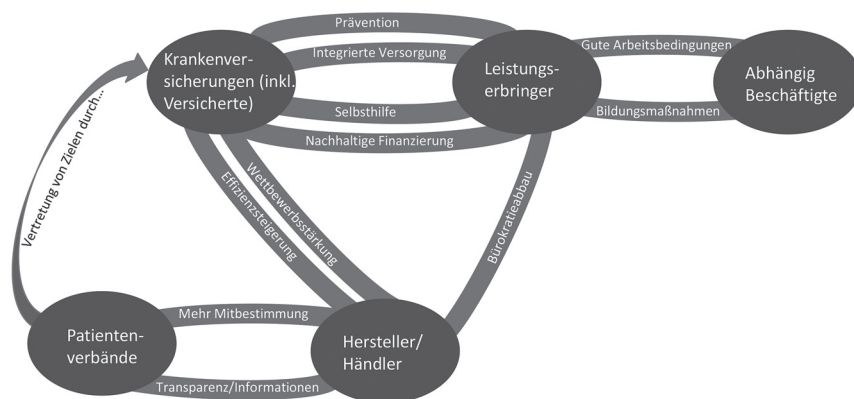 Prävention
Krankenver-
sicherungen (inkl.
Versicherte)
Integrierte Versorgung
Leistungs-
erbringer
Gute Arbeitsbedingungen
Abhängig
Beschäftigte
Selbsthilfe
Bildungsmaßnahmen
Nachhaltige Finanzierung
Vertretung von Zielen durch...
Wettbewerbsstärkung
Effizienzsteigerung
Bürokratieabbau
Mehr Mitbestimmung
Patienten-
verbände
Hersteller/
Händler
Transparenz/Informationen